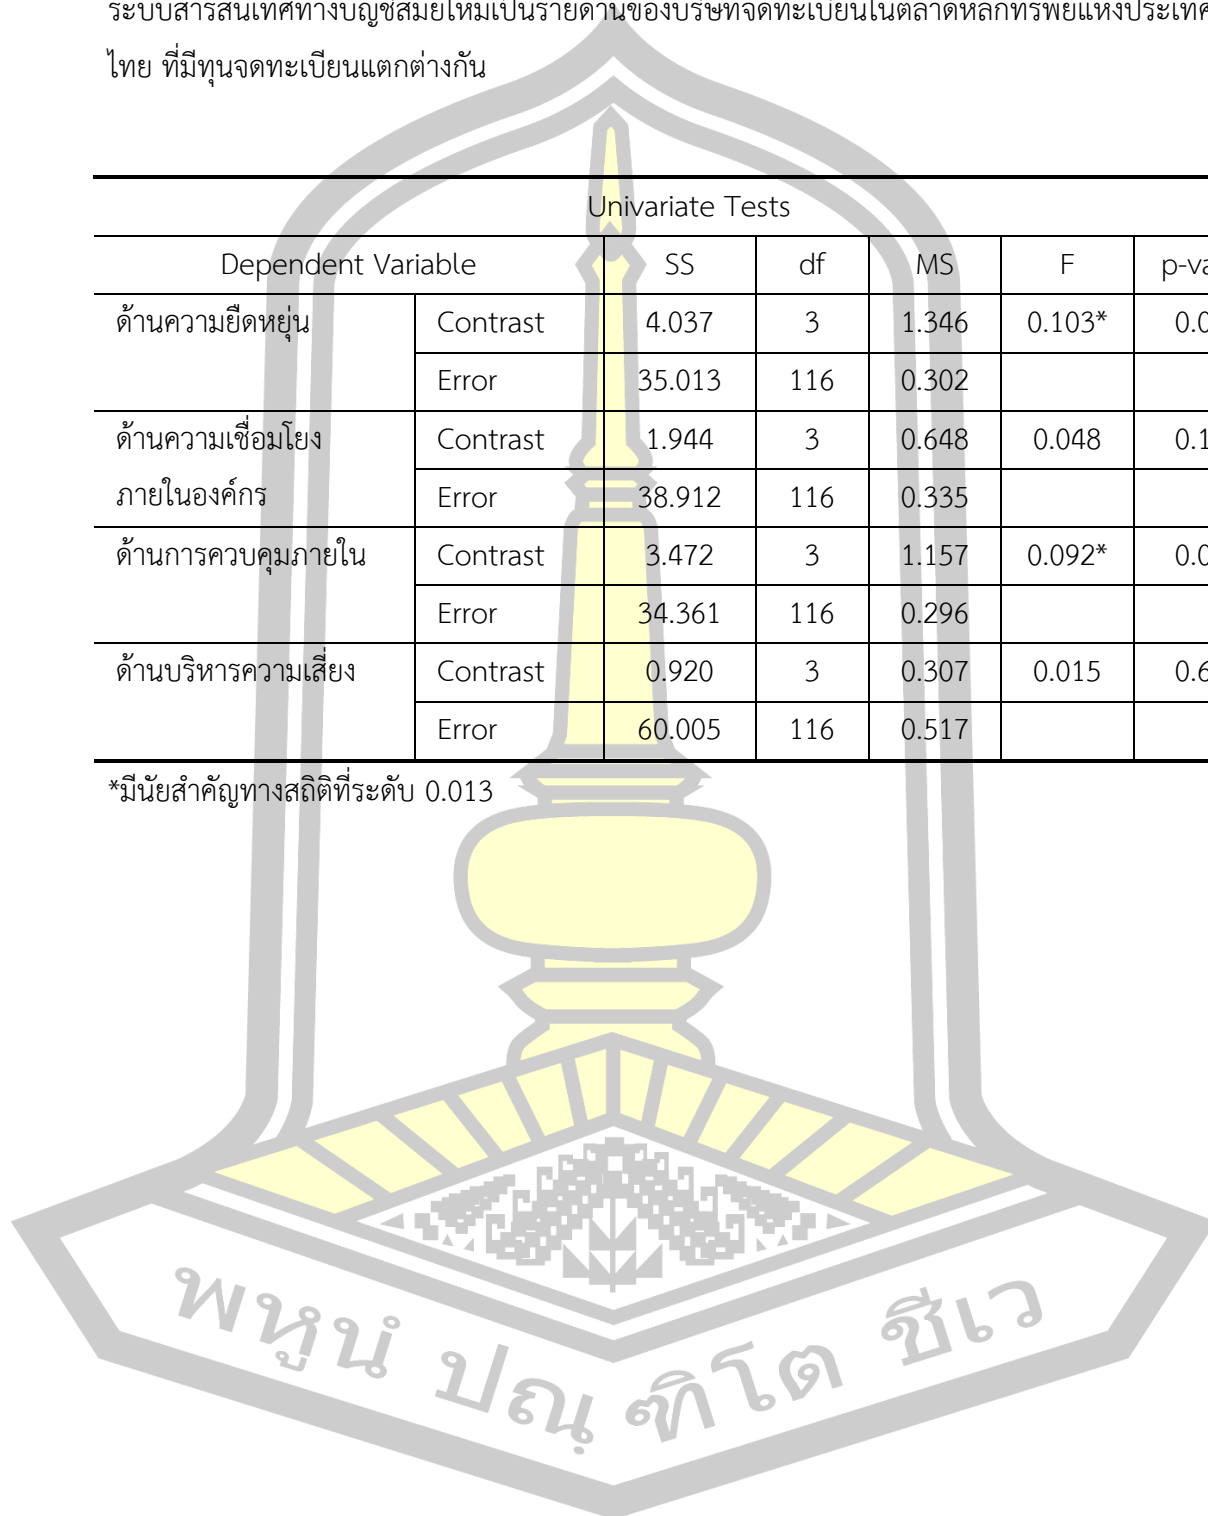 ระบบสารสนเทศทางบัญชีสมัยใหม่เป็นรายด้านของบริษัทจดทะเบียนในตลาดหลักทรัพย์แห่งประเทศ
ไทย ที่มีทุนจดทะเบียนแตกต่างกัน
Univariate Tests
Dependent Variable SS df MS F
ด้านความยืดหยุ่น Contrast 4.037 3 1.346 0.103*
Error 35.013 116 0.302
ด้านความเชื่อมโยง Contrast 1.944 3 0.648 0.048
ภายในองค์กร Error 38.912 116 0.335
ด้านการควบคุมภายใน Contrast 3.472 3 1.157 0.092*
Error 34.361 116 0.296
ด้านบริหารความเสี่ยง Contrast 0.920 3 0.307 0.015
Error 60.005 116 0.517
*มีนัยสำคัญทางสถิติที่ระดับ 0.013
พหูนํ ปณฺฑิโต ชีเว